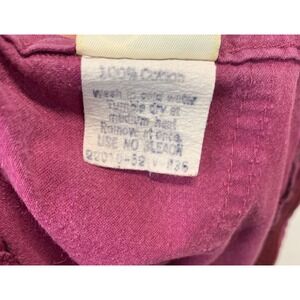 100% Cotton
Wash in cold water
Tumble dry at
medium heat
Remove at once
USE NO BLEACH